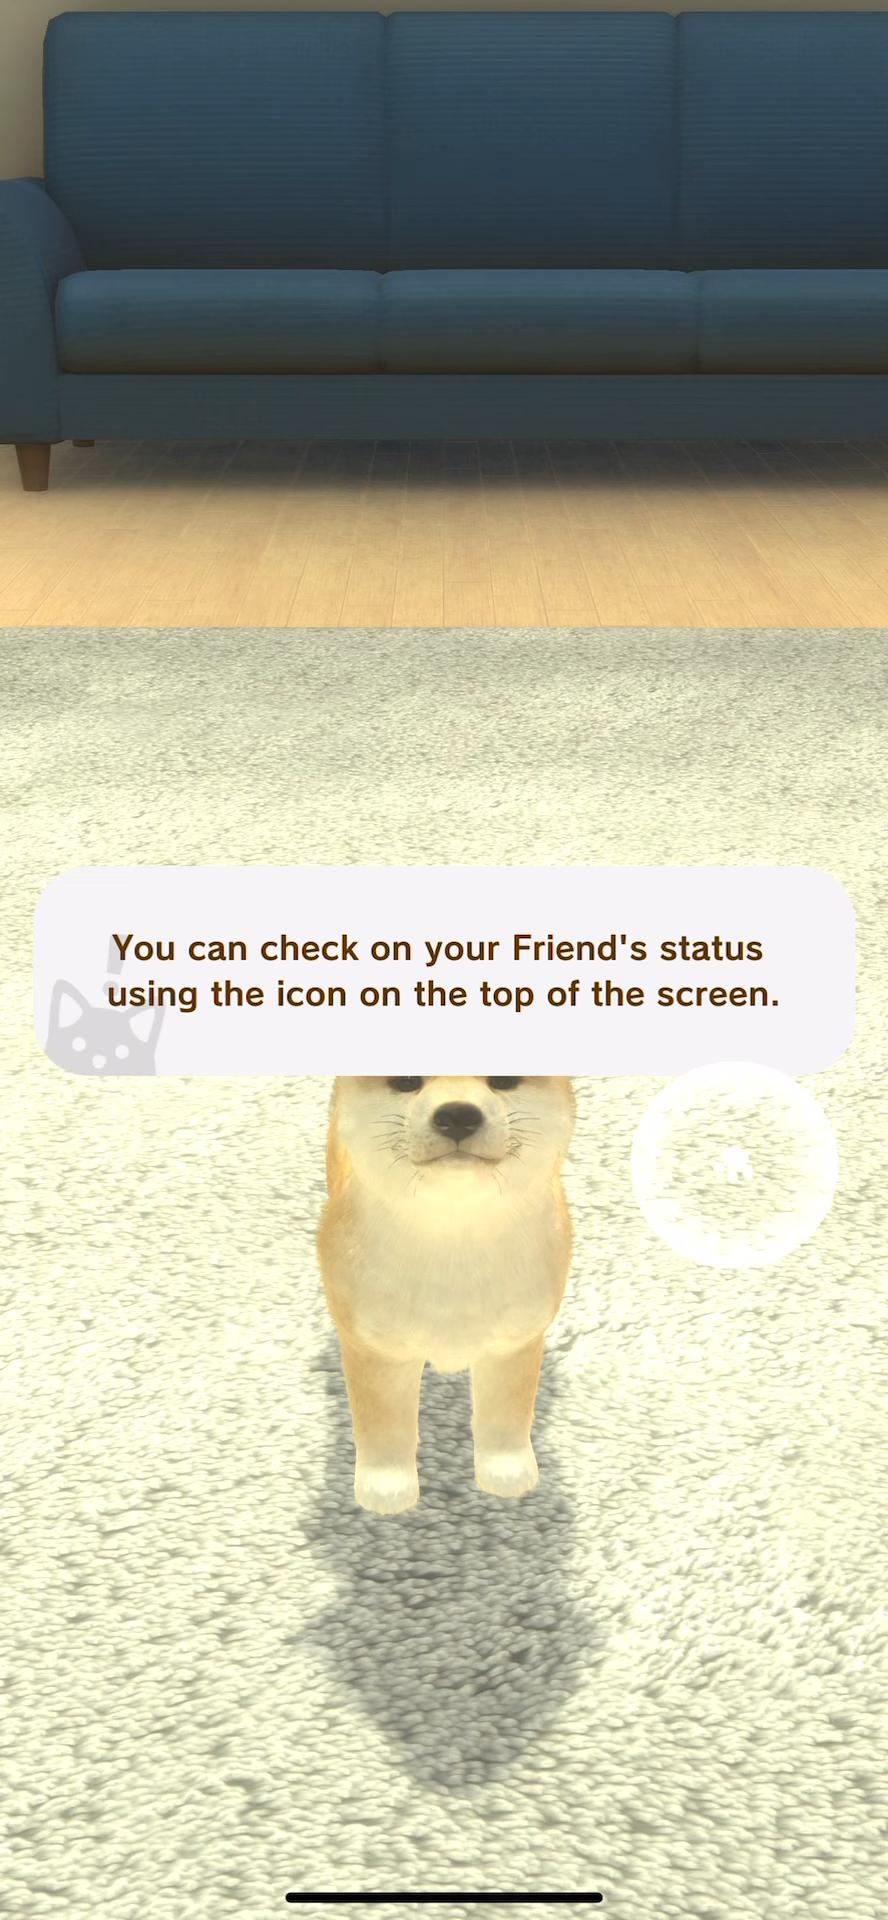 You can check on your Friend's status
using the icon on the top of the screen.